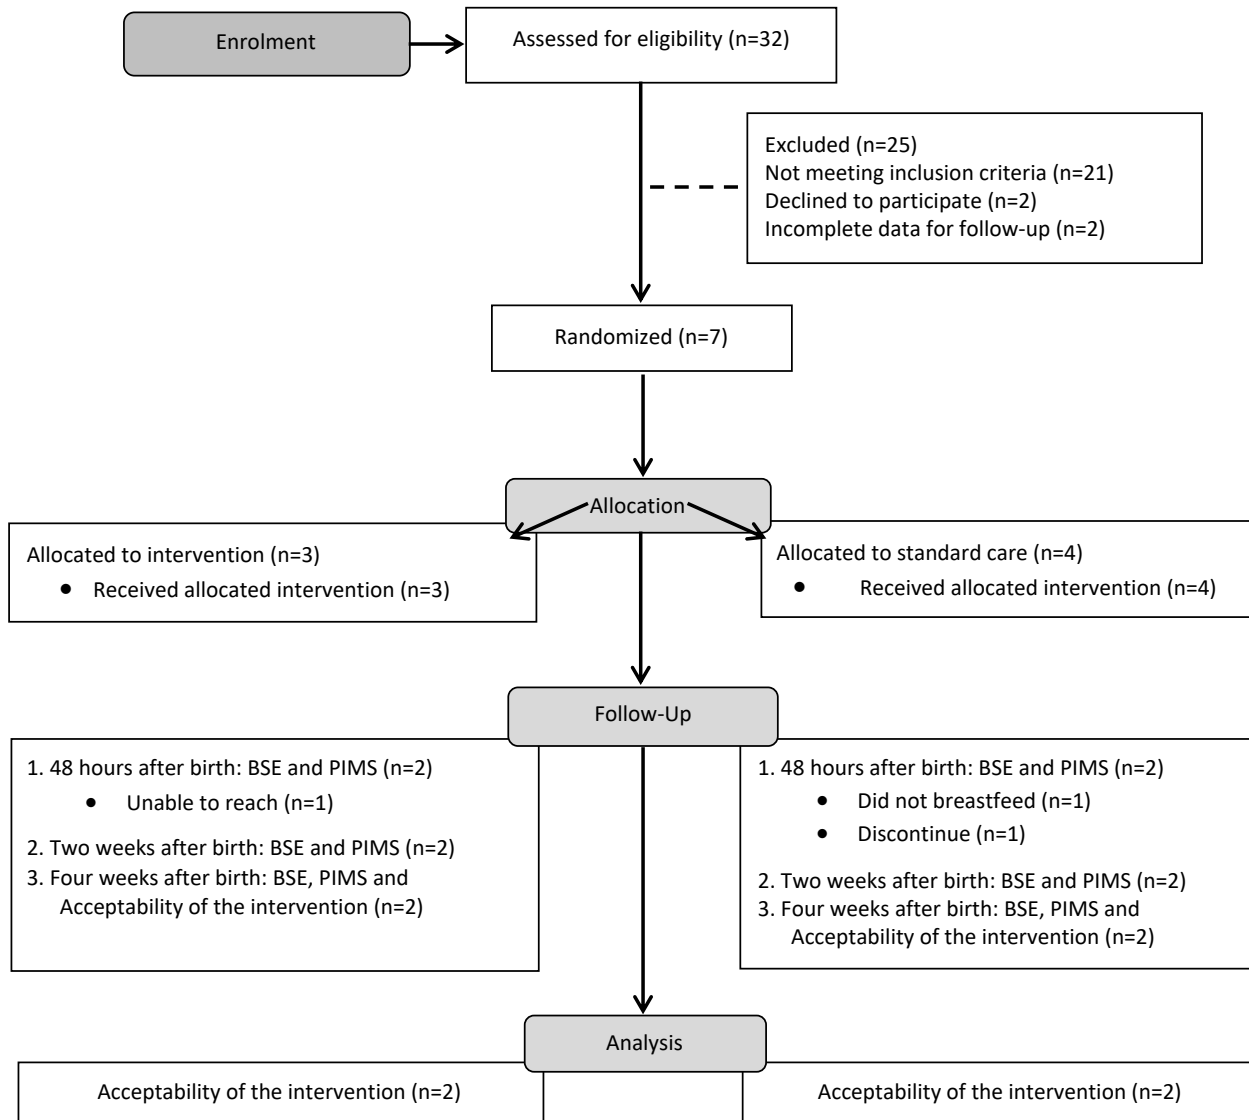 Enrolment
Assessed for eligibility (n=32)
Excluded (n=25)
Not meeting inclusion criteria (n=21)
Declined to participate (n=2)
Incomplete data for follow-up (n=2)
Randomized (n=7)
Allocation
Allocated to intervention (n=3)
• Received allocated intervention (n=3)
Allocated to standard care (n=4)
• Received allocated intervention (n=4)
Follow-Up
1. 48 hours after birth: BSE and PIMS (n=2)
• Unable to reach (n=1)
2. Two weeks after birth: BSE and PIMS (n=2)
3. Four weeks after birth: BSE, PIMS and
Acceptability of the intervention (n=2)
1. 48 hours after birth: BSE and PIMS (n=2)
• Did not breastfeed (n=1)
• Discontinue (n=1)
2. Two weeks after birth: BSE and PIMS (n=2)
3. Four weeks after birth: BSE, PIMS and
Acceptability of the intervention (n=2)
Analysis
Acceptability of the intervention (n=2)
Acceptability of the intervention (n=2)